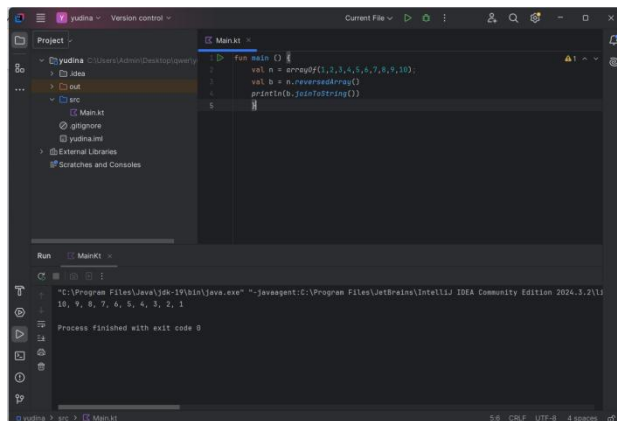 Y yudina Version control Current File
Project
Main.kt
yudina C:\Users\Admin\Desktop\qwerj\y
.idea
out
src
Main.kt
.gitignore
yudina.iml
External Libraries
Scratches and Consoles
1 fun main () {
2 val n = arrayOf(1,2,3,4,5,6,7,8,9,10);
3 val b = n.reversedArray()
4 println(b.joinToString())
5 }
1
Run MainKt
"C:\Program Files\Java\jdk-19\bin\java.exe" "-javaagent:C:\Program Files\JetBrains\IntelliJ IDEA Community Edition 2024.3.2\li
10, 9, 8, 7, 6, 5, 4, 3, 2, 1
Process finished with exit code 0
yudina > src > Main.kt 5:6 CRLF UTF-8 4 spaces